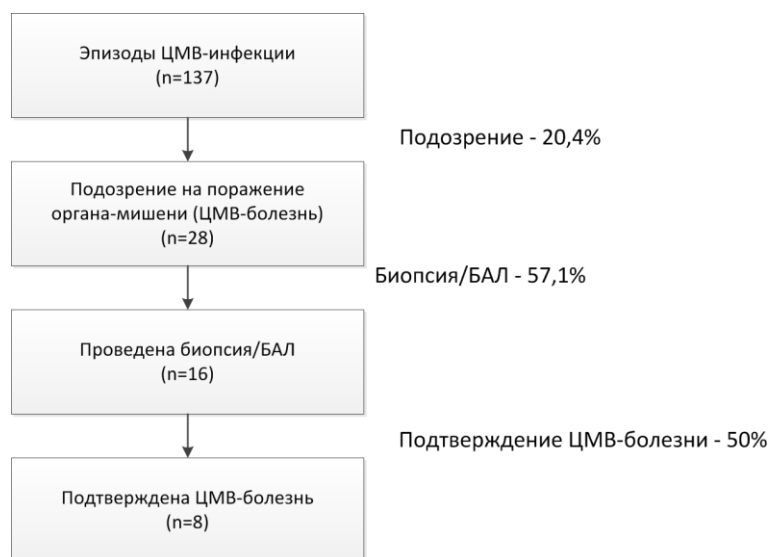 Эпизоды ЦМВ-инфекции
(n=137)
Подозрение - 20,4%
Подозрение на поражение
органа-мишени (ЦМВ-болезнь)
(n=28)
Биопсия/БАЛ - 57,1%
Проведена биопсия/БАЛ
(n=16)
Подтверждение ЦМВ-болезни - 50%
Подтверждена ЦМВ-болезнь
(n=8)